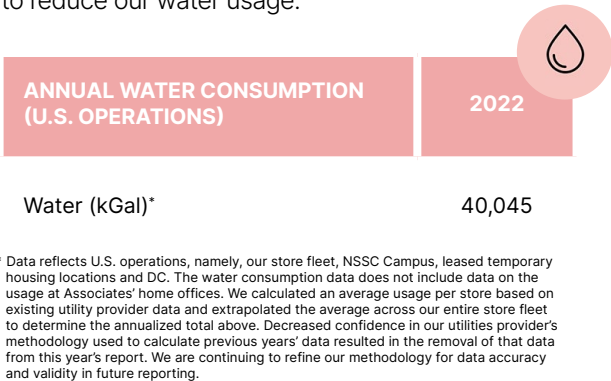 to reduce our water usage.
ANNUAL WATER CONSUMPTION
(U.S. OPERATIONS)
2022
Water (kGal)*
40,045
* Data reflects U.S. operations, namely, our store fleet, NSSC Campus, leased temporary
housing locations and DC. The water consumption data does not include data on the
usage at Associates’ home offices. We calculated an average usage per store based on
existing utility provider data and extrapolated the average across our entire store fleet
to determine the annualized total above. Decreased confidence in our utilities provider’s
methodology used to calculate previous years’ data resulted in the removal of that data
from this year’s report. We are continuing to refine our methodology for data accuracy
and validity in future reporting.